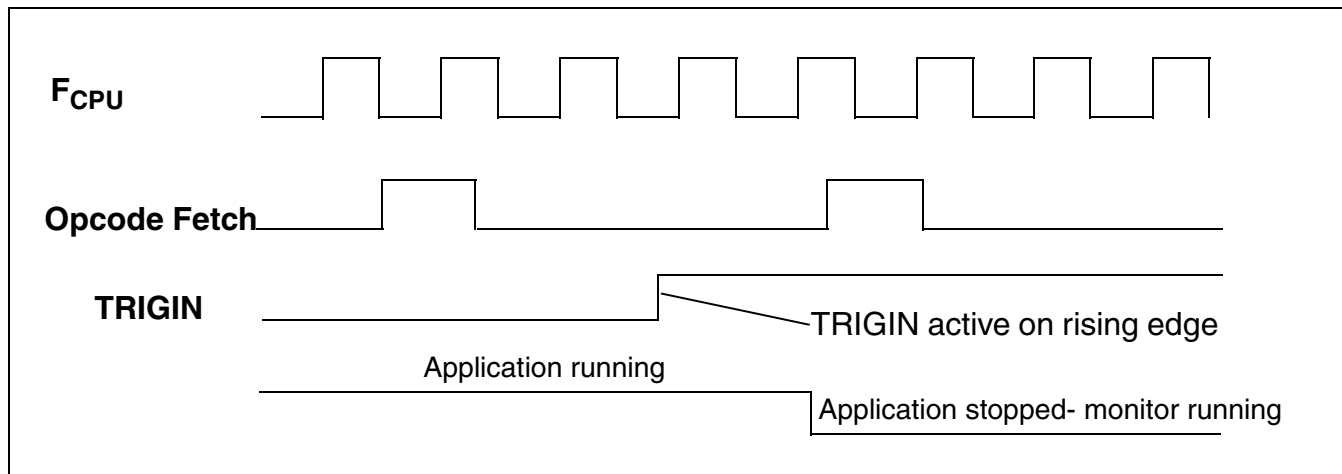 FCPU
Opcode Fetch
TRIGIN
TRIGIN active on rising edge
Application running
Application stopped- monitor running